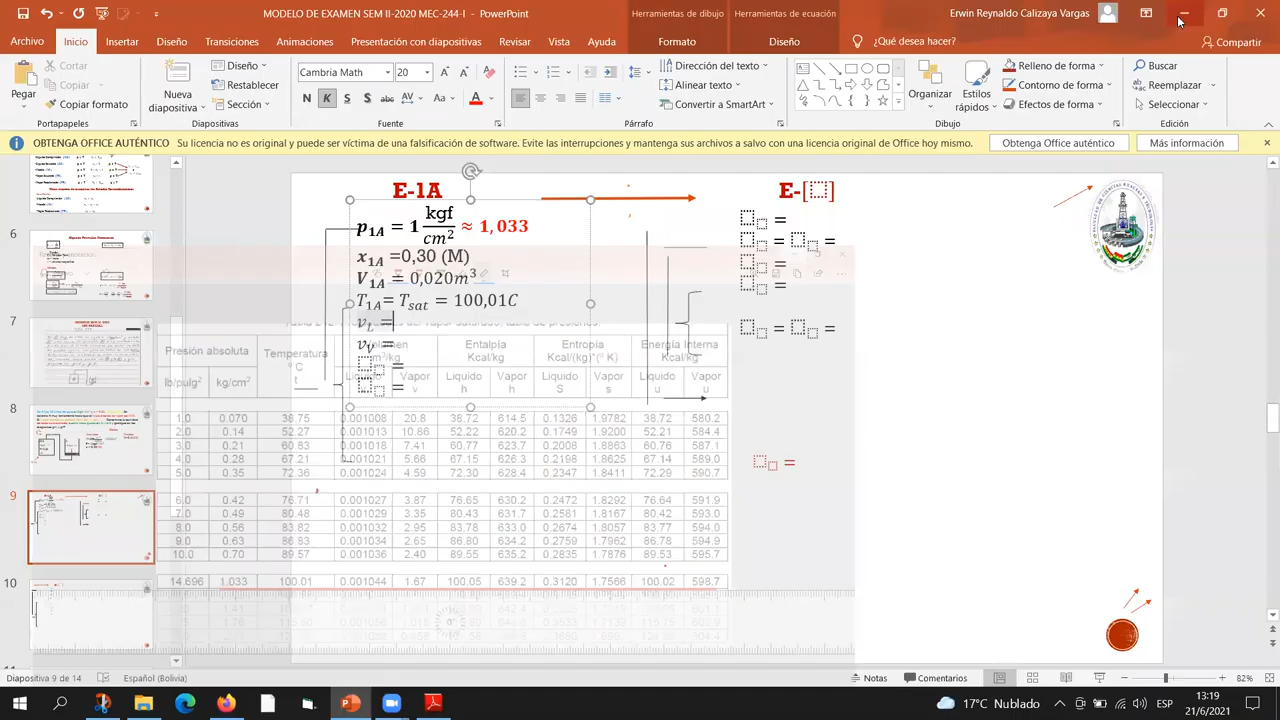 MODELO DE EXAMEN SEM II-2020 MEC-244-I - PowerPoint
Herramientas de dibujo
Herramientas de ecuación
Erwin Reynaldo Calizaya Vargas
Archivo Inicio Insertar Diseño Transiciones Animaciones Presentación con diapositivas Revisar Vista Ayuda Formato Diseño ¿Qué desea hacer? Compartir
Pegar
Cortar
Copiar
Copiar formato
Portapapeles
Nueva diapositiva
Diseño
Restablecer
Sección
Diapositivas
Cambria Math 20
N K S S abc AV Aa A
Fuente
Párrafo
Dirección del texto
Alinear texto
Convertir a SmartArt
Organizar
Estilos rápidos
Relleno de forma
Contorno de forma
Efectos de forma
Dibujo
Buscar
Reemplazar
Seleccionar
Edición
OBTENGA OFFICE AUTÉNTICO Su licencia no es original y puede ser víctima de una falsificación de software. Evite las interrupciones y mantenga sus archivos a salvo con una licencia original de Office hoy mismo. Obtenga Office auténtico Más información
6
7
8
9
10
E-1A
p1A = 1 kgf/cm² ≈ 1,033
x1A =0,30 (M)
V1A = 0,020m³
T1A= Tsat = 100,01C
vL =
vV =
=
=
E-[□]
□□ =
□□ = □□ =
□□ =
□□ =
□□ = □□ =
□□ =
Presión absoluta Temperatura Entalpía Entropía Energía Interna
° C m³/kg Kcal/kg Kcal/(kg)*(° K) Kcal/kg
lb/pulg² kg/cm² t Vapor v Liquido h Vapor h Liquido S Vapor s Liquido u Vapor u
1.0 0.070 38.75 0.001008 20.8 38.72 614.5 0.1326 1.9782 38.72 580.2
2.0 0.14 52.27 0.001013 10.86 52.22 620.2 0.1749 1.9200 52.21 584.4
3.0 0.21 60.83 0.001018 7.41 60.77 623.7 0.2008 1.8863 60.76 587.1
4.0 0.28 67.21 0.001021 5.66 67.15 626.3 0.2198 1.8625 67.14 589.0
5.0 0.35 72.36 0.001024 4.59 72.30 628.4 0.2347 1.8411 72.29 590.7
6.0 0.42 76.71 0.001027 3.87 76.65 630.2 0.2472 1.8292 76.64 591.9
7.0 0.49 80.48 0.001029 3.35 80.43 631.7 0.2581 1.8167 80.42 593.0
8.0 0.56 83.82 0.001032 2.95 83.78 633.0 0.2674 1.8057 83.77 594.0
9.0 0.63 86.83 0.001034 2.65 86.80 634.2 0.2759 1.7962 86.78 594.9
10.0 0.70 89.57 0.001036 2.40 89.55 635.2 0.2835 1.7876 89.53 595.7
14.696 1.033 100.01 0.001044 1.67 100.05 639.2 0.3120 1.7566 100.02 598.7
Diapositiva 9 de 14 Español (Bolivia) Notas Comentarios 82%
17°C Nublado ESP 13:19
21/6/2021